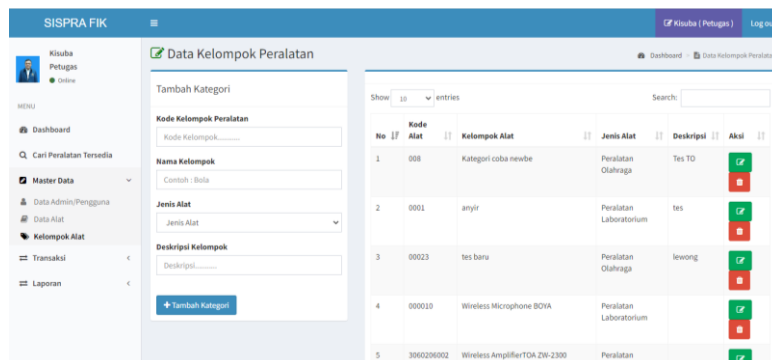 SISPRA FIK
Kisuba ( Petugas )
Log ou
Kisuba
Petugas
Online
MENU
Dashboard
Cari Peralatan Tersedia
Master Data
Data Admin/Pengguna
Data Alat
Kelompok Alat
Transaksi
Laporan
Data Kelompok Peralatan
Dashboard
Data Kelompok Peralata
Tambah Kategori
Kode Kelompok Peralatan
Kode Kelompok...........
Nama Kelompok
Contoh : Bola
Jenis Alat
Jenis Alat
Deskripsi Kelompok
Deskripsi...........
+ Tambah Kategori
Show 10 entries
Search:
No Kode Alat Kelompok Alat Jenis Alat Deskripsi Aksi
1 008 Kategori coba newbe Peralatan Olahraga Tes TO
2 0001 anyir Peralatan Laboratorium tes
3 00023 tes baru Peralatan Olahraga lewong
4 000010 Wireless Microphone BOYA Peralatan Laboratorium
5 3060206002 Wireless AmplifierTOA ZW-2300 Peralatan